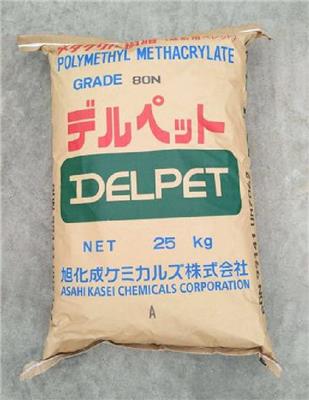 POLYMETHYL METHACRYLATE
GRADE 80N
デルペット
DELPET
NET 25 kg
旭化成ケミカルズ株式会社
ASAHI KASEI CHEMICALS CORPORATION
A